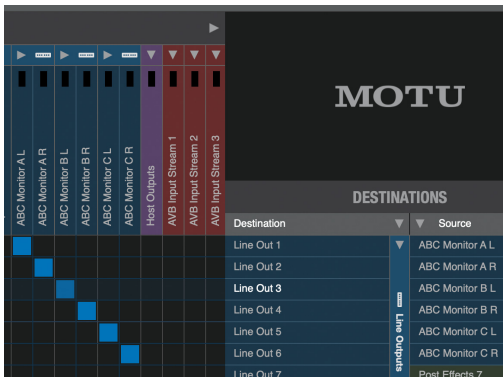 MOTU
ABC Monitor A L
ABC Monitor A R
ABC Monitor B L
ABC Monitor B R
ABC Monitor C L
ABC Monitor C R
Host Outputs
AVB Input Stream 1
AVB Input Stream 2
AVB Input Stream 3
DESTINATIONS
Destination Source
Line Out 1 ABC Monitor A L
Line Out 2 ABC Monitor A R
Line Out 3 ABC Monitor B L
Line Out 4 ABC Monitor B R
Line Out 5 ABC Monitor C L
Line Out 6 ABC Monitor C R
Line Out 7 Post Effects 7
Line Outputs